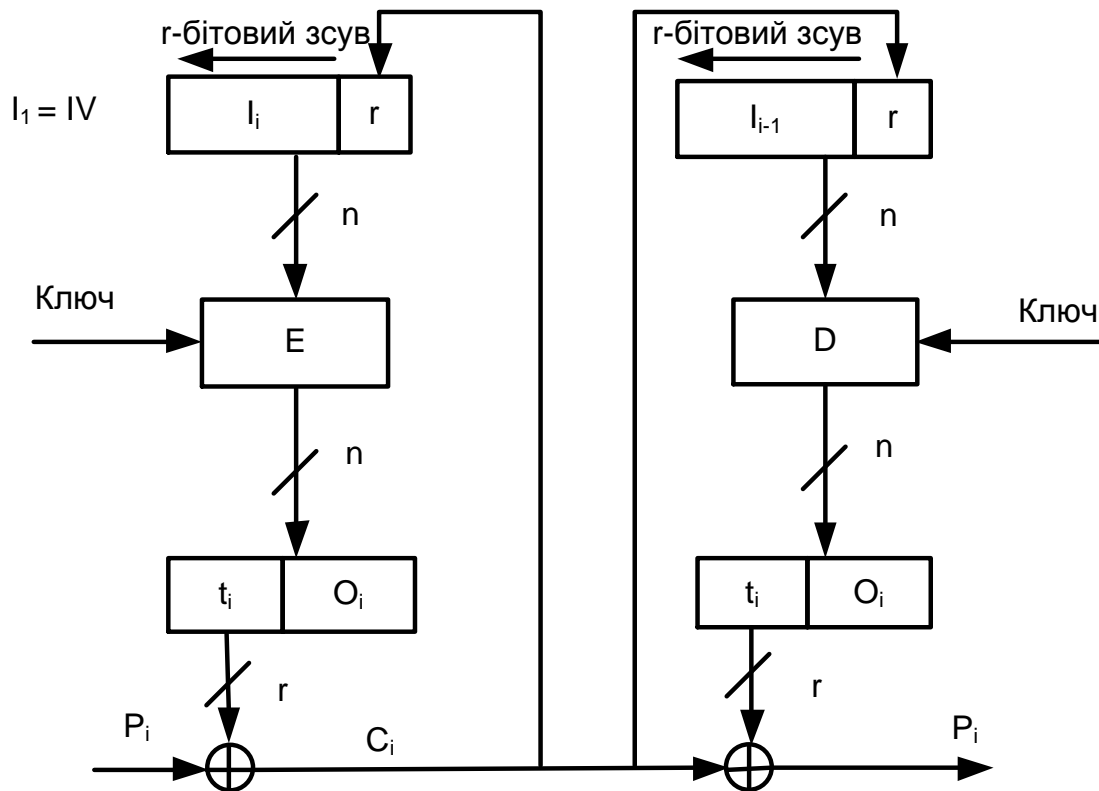 r-бітовий зсув
r-бітовий зсув
I₁ = IV
Iᵢ
r
Iᵢ₋₁
r
n
n
Ключ
E
D
Ключ
n
n
tᵢ
Oᵢ
tᵢ
Oᵢ
r
r
Pᵢ
Cᵢ
Pᵢ